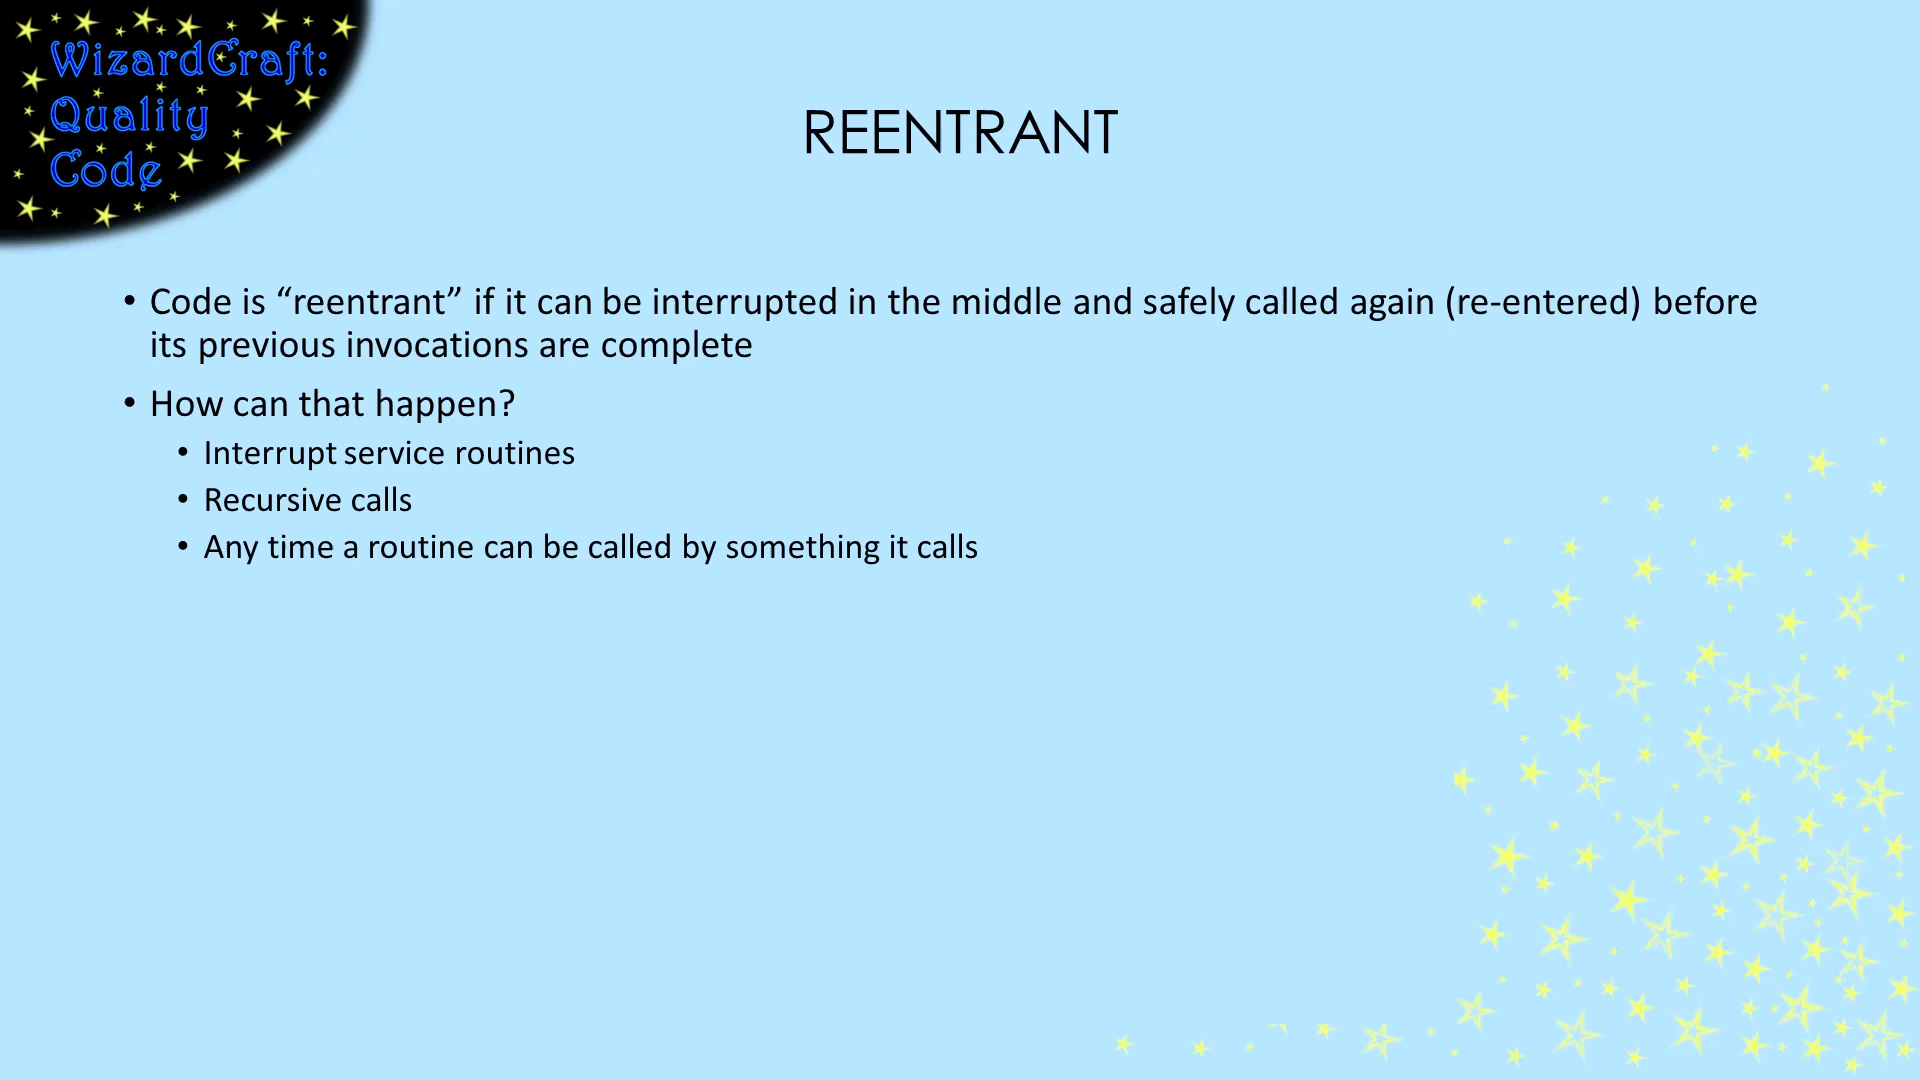 WizardCraft:
Quality
Code
REENTRANT
• Code is “reentrant” if it can be interrupted in the middle and safely called again (re-entered) before
its previous invocations are complete
• How can that happen?
• Interrupt service routines
• Recursive calls
• Any time a routine can be called by something it calls